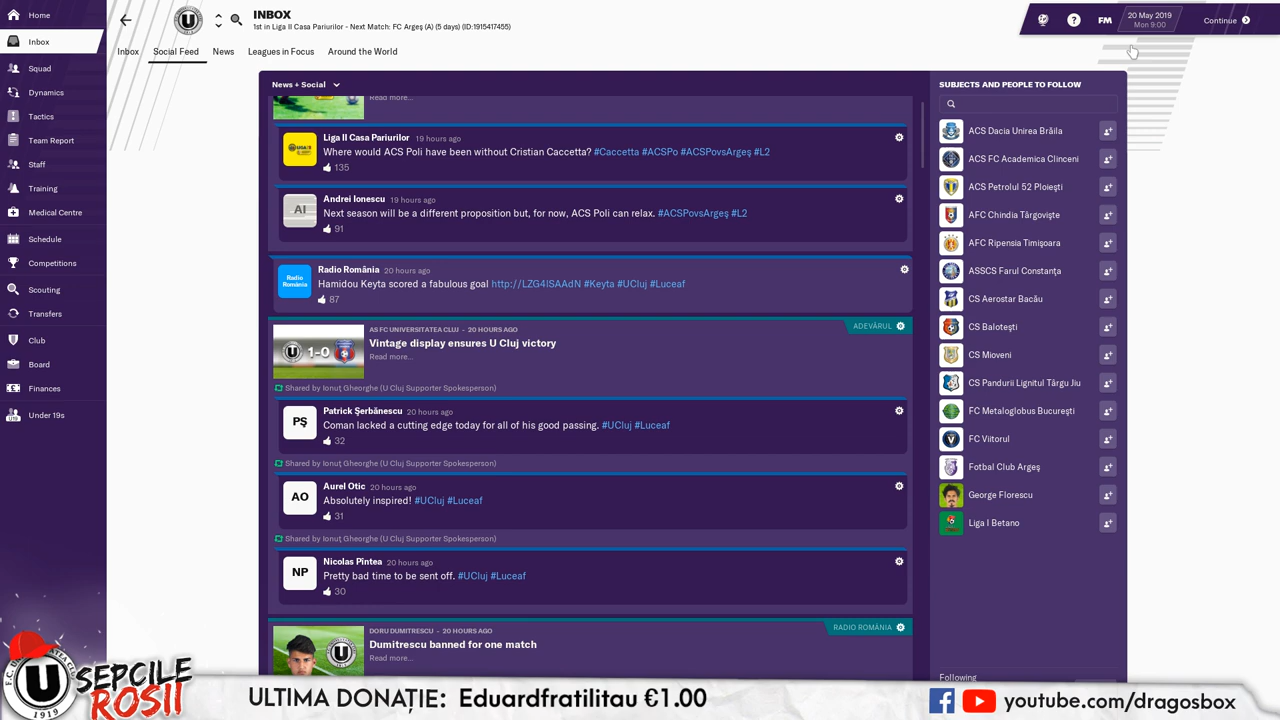 Home
Inbox
Squad
Dynamics
Tactics
Team Report
Staff
Training
Medical Centre
Schedule
Competitions
Scouting
Transfers
Club
Board
Finances
Under 19s
INBOX
1st in Liga II Casa Pariurilor - Next Match: FC Argeş (A) (5 days) (ID:1915417455)
FM
20 May 2019
Mon 9:00
Continue
Inbox
Social Feed
News
Leagues in Focus
Around the World
News + Social
Read more...
Liga II Casa Pariurilor 19 hours ago
Where would ACS Poli have been without Cristian Caccetta? #Caccetta #ACSPo #ACSPovsArgeş #L2
135
AI
Andrei Ionescu 19 hours ago
Next season will be a different proposition but, for now, ACS Poli can relax. #ACSPovsArgeş #L2
91
Radio România
Radio România 20 hours ago
Hamidou Keyta scored a fabulous goal http://LZG4lSAAdN #Keyta #UCluj #Luceaf
87
U 1-0
AS FC UNIVERSITATEA CLUJ - 20 HOURS AGO
ADEVĂRUL
Vintage display ensures U Cluj victory
Read more...
Shared by Ionuţ Gheorghe (U Cluj Supporter Spokesperson)
PŞ
Patrick Şerbănescu 20 hours ago
Coman lacked a cutting edge today for all of his good passing. #UCluj #Luceaf
32
Shared by Ionuţ Gheorghe (U Cluj Supporter Spokesperson)
AO
Aurel Otic 20 hours ago
Absolutely inspired! #UCluj #Luceaf
31
Shared by Ionuţ Gheorghe (U Cluj Supporter Spokesperson)
NP
Nicolas Pîntea 20 hours ago
Pretty bad time to be sent off. #UCluj #Luceaf
30
DORU DUMITRESCU - 20 HOURS AGO
RADIO ROMÂNIA
Dumitrescu banned for one match
Read more...
SUBJECTS AND PEOPLE TO FOLLOW
ACS Dacia Unirea Brăila
ACS FC Academica Clinceni
ACS Petrolul 52 Ploieşti
AFC Chindia Târgovişte
AFC Ripensia Timişoara
ASSCS Farul Constanţa
CS Aerostar Bacău
CS Baloteşti
CS Mioveni
CS Pandurii Lignitul Târgu Jiu
FC Metaloglobus Bucureşti
FC Viitorul
Fotbal Club Argeş
George Florescu
Liga I Betano
Following
F.C. U 1919
SEPCILE ROSII
ULTIMA DONAȚIE: Eduardfratilitau €1.00
youtube.com/dragosbox